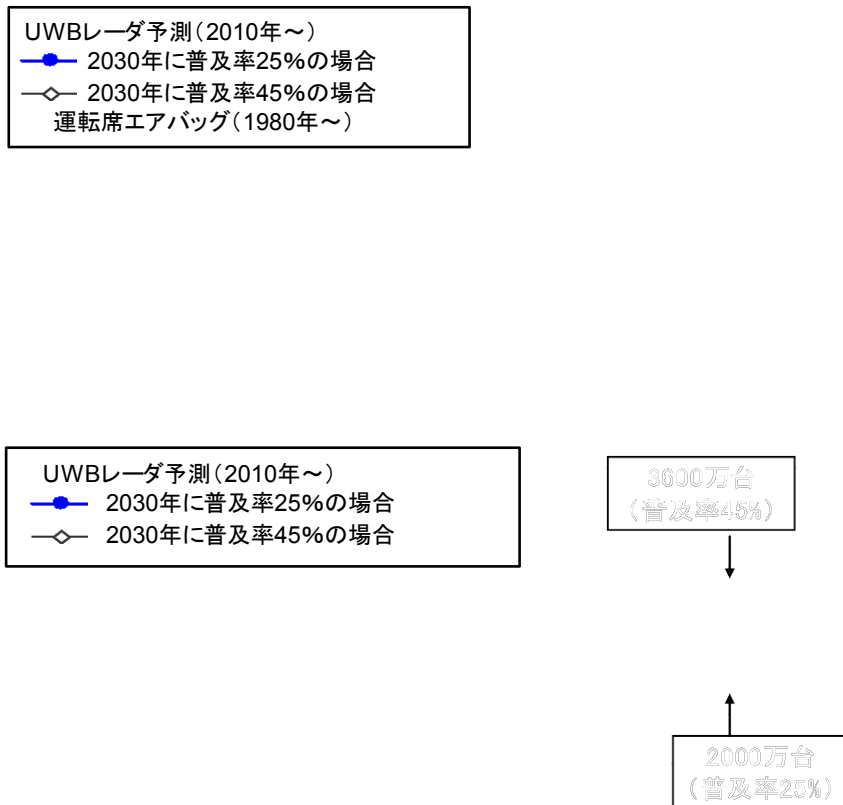 UWBレーダ予測（2010年～）
2030年に普及率25%の場合
2030年に普及率45%の場合
運転席エアバッグ（1980年～）
UWBレーダ予測（2010年～）
2030年に普及率25%の場合
2030年に普及率45%の場合
3600万台
（普及率45%）
2000万台
（普及率25%）